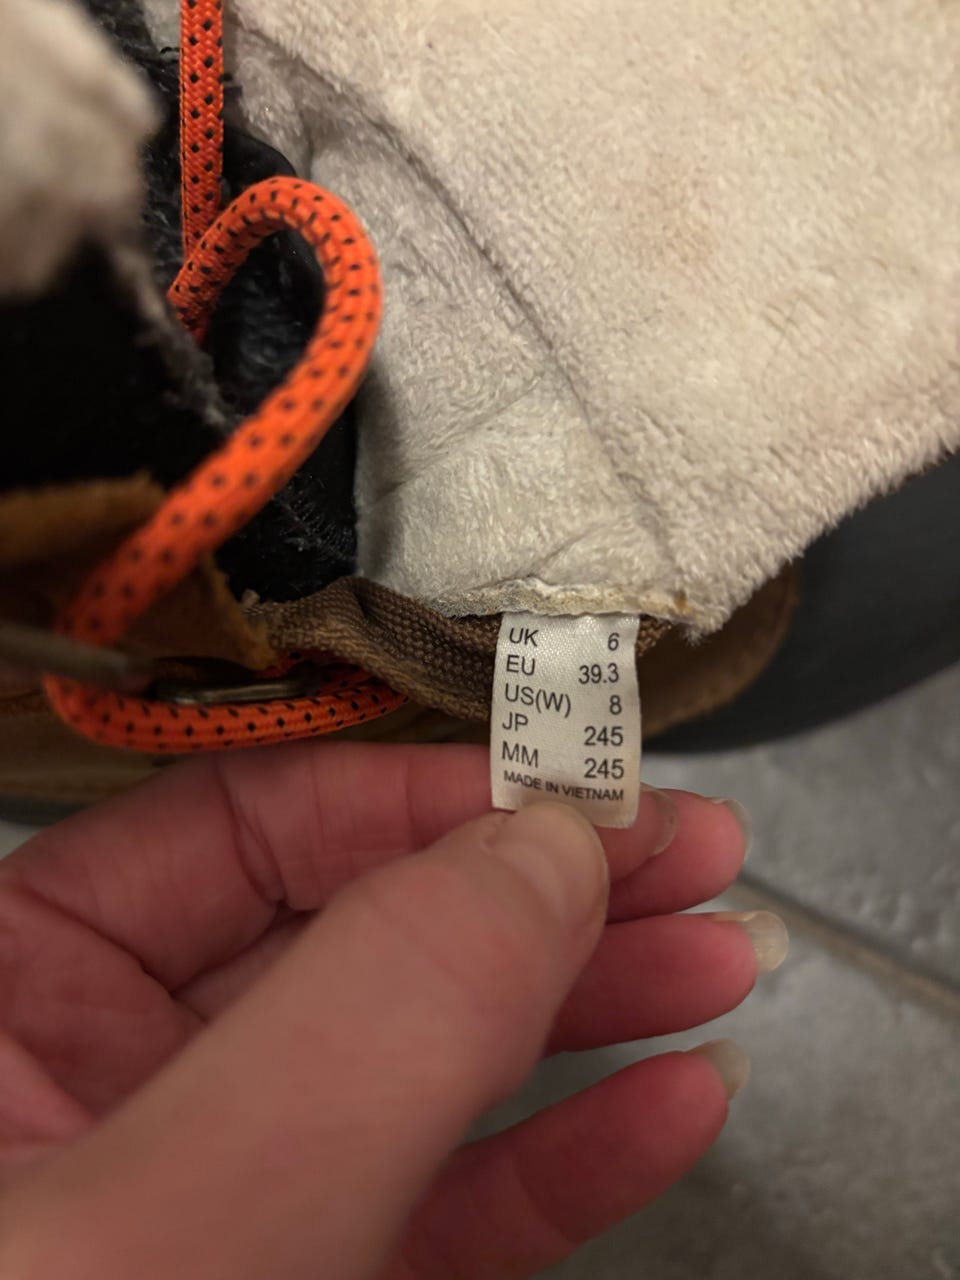 UK 6
EU 39.3
US(W) 8
JP 245
MM 245
MADE IN VIETNAM